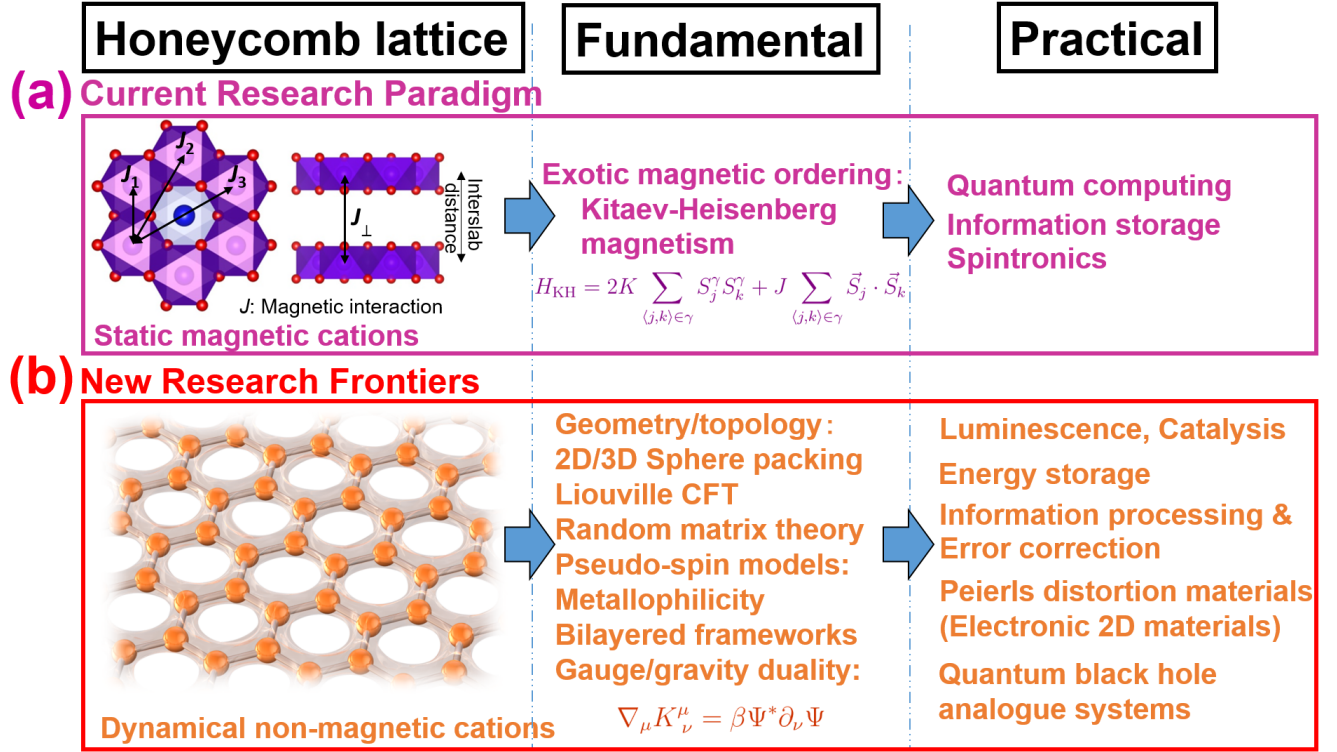 Honeycomb lattice
Fundamental
Practical
(a) Current Research Paradigm
J₁
J₂
J₃
J⊥
Interslab
distance
J: Magnetic interaction
Static magnetic cations
Exotic magnetic ordering:
Kitaev-Heisenberg
magnetism
H_KH = 2K ∑_{⟨j,k⟩∈γ} S_j^γ S_k^γ + J ∑_{⟨j,k⟩∈γ} S⃗_j · S⃗_k
Quantum computing
Information storage
Spintronics
(b) New Research Frontiers
Dynamical non-magnetic cations
Geometry/topology:
2D/3D Sphere packing
Liouville CFT
Random matrix theory
Pseudo-spin models:
Metallophilicity
Bilayered frameworks
Gauge/gravity duality:
∇_μ K^μ_ν = βΨ*∂_νΨ
Luminescence, Catalysis
Energy storage
Information processing &
Error correction
Peierls distortion materials
(Electronic 2D materials)
Quantum black hole
analogue systems